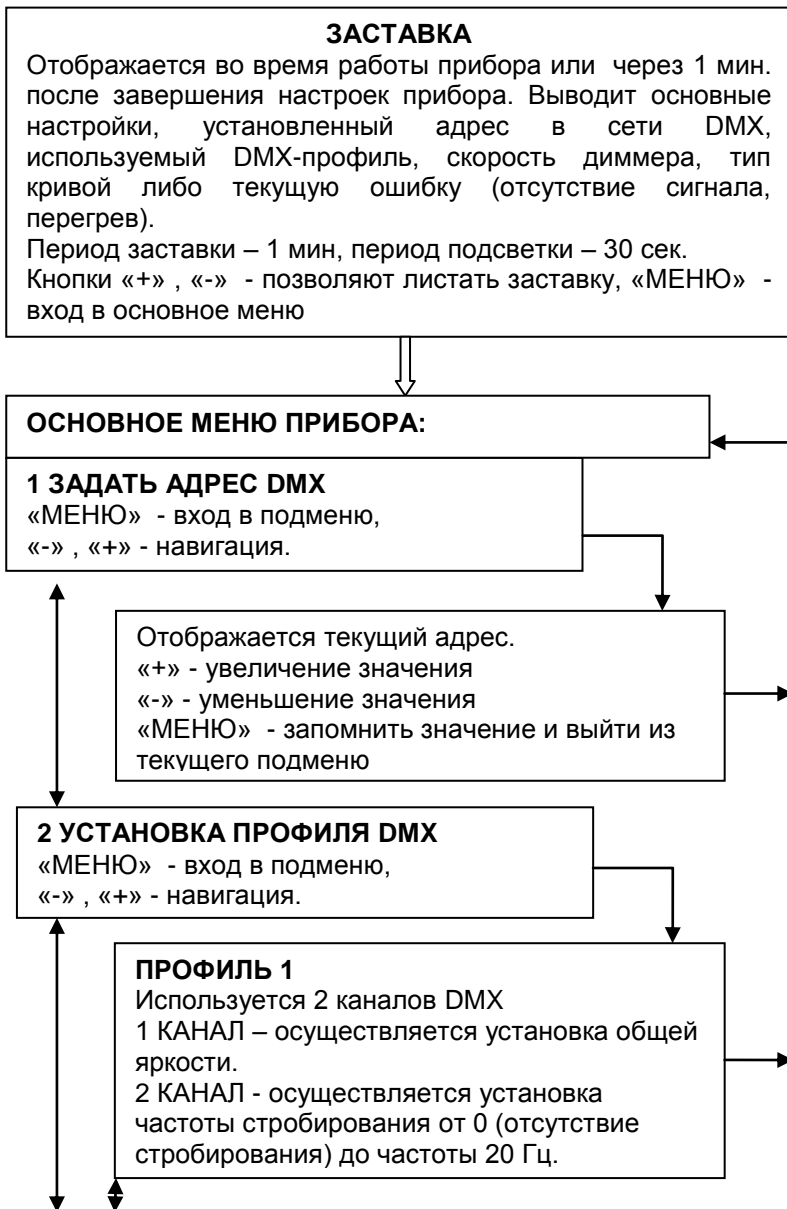 ЗАСТАВКА
Отображается во время работы прибора или через 1 мин.
после завершения настроек прибора. Выводит основные
настройки, установленный адрес в сети DMX,
используемый DMX-профиль, скорость диммера, тип
кривой либо текущую ошибку (отсутствие сигнала,
перегрев).
Период заставки – 1 мин, период подсветки – 30 сек.
Кнопки «+» , «-» - позволяют листать заставку, «МЕНЮ» -
вход в основное меню
ОСНОВНОЕ МЕНЮ ПРИБОРА:
1 ЗАДАТЬ АДРЕС DMX
«МЕНЮ» - вход в подменю,
«-» , «+» - навигация.
Отображается текущий адрес.
«+» - увеличение значения
«-» - уменьшение значения
«МЕНЮ» - запомнить значение и выйти из
текущего подменю
2 УСТАНОВКА ПРОФИЛЯ DMX
«МЕНЮ» - вход в подменю,
«-» , «+» - навигация.
ПРОФИЛЬ 1
Используется 2 каналов DMX
1 КАНАЛ – осуществляется установка общей
яркости.
2 КАНАЛ - осуществляется установка
частоты стробирования от 0 (отсутствие
стробирования) до частоты 20 Гц.